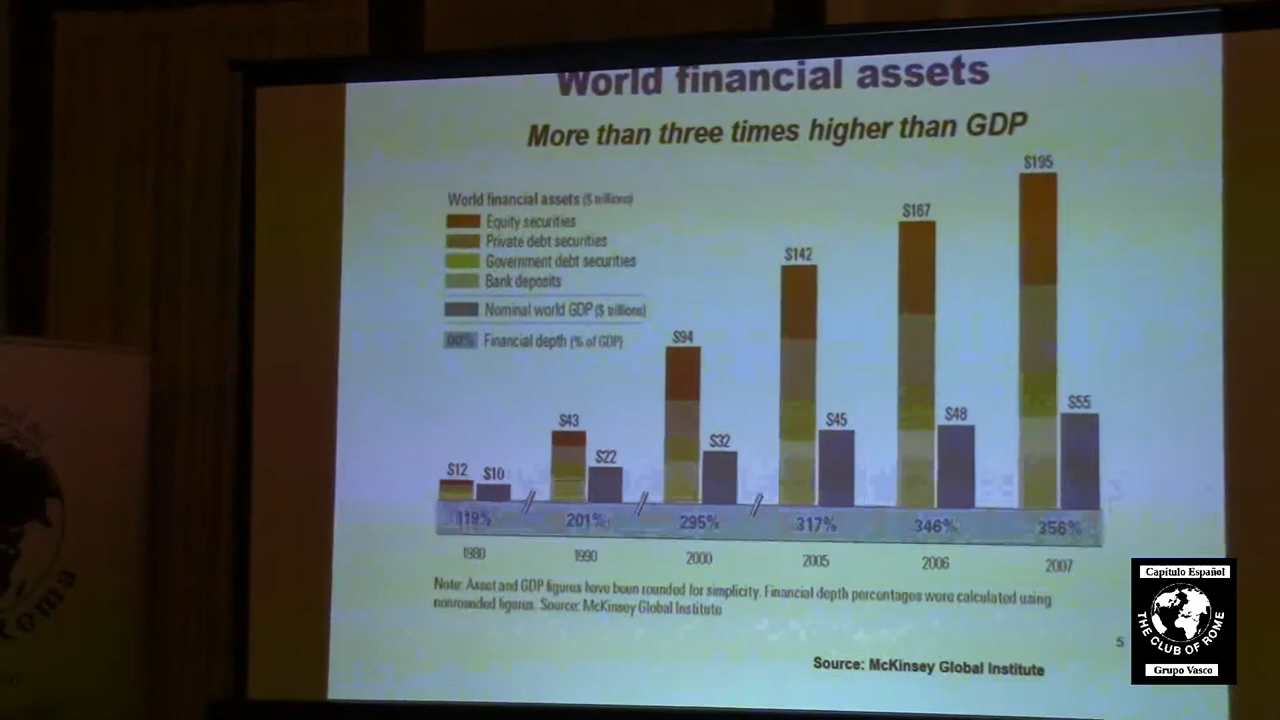 World financial assets
More than three times higher than GDP
World financial assets ($ trillions)
Equity securities
Private debt securities
Government debt securities
Bank deposits
Nominal world GDP ($ trillions)
00% Financial depth (% of GDP)
$12 $10
$43 $22
$94 $32
$142 $45
$167 $48
$195 $55
119% 201% 295% 317% 346% 356%
1980 1990 2000 2005 2006 2007
Note: Asset and GDP figures have been rounded for simplicity. Financial depth percentages were calculated using
nonrounded figures. Source: McKinsey Global Institute
5
Source: McKinsey Global Institute
Capítulo Español
THE CLUB OF ROME
Grupo Vasco
Roma